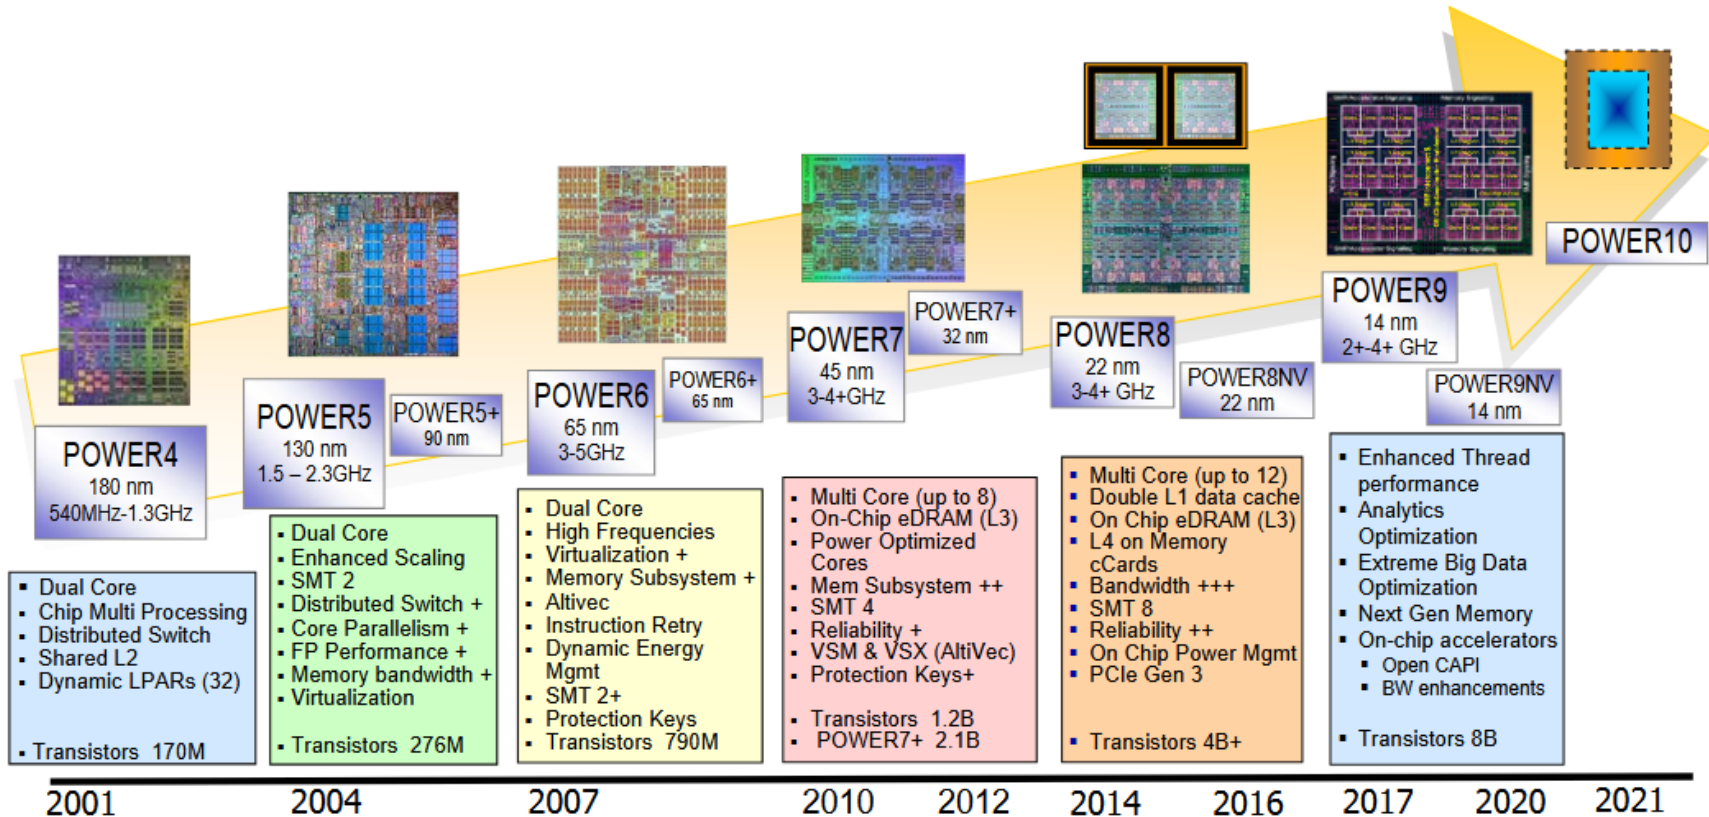 POWER4
180 nm
540MHz-1.3GHz
▪ Dual Core
▪ Chip Multi Processing
▪ Distributed Switch
▪ Shared L2
▪ Dynamic LPARs (32)
▪ Transistors 170M
POWER5
130 nm
1.5 – 2.3GHz
POWER5+
90 nm
▪ Dual Core
▪ Enhanced Scaling
▪ SMT 2
▪ Distributed Switch +
▪ Core Parallelism +
▪ FP Performance +
▪ Memory bandwidth +
▪ Virtualization
▪ Transistors 276M
POWER6
65 nm
3-5GHz
POWER6+
65 nm
▪ Dual Core
▪ High Frequencies
▪ Virtualization +
▪ Memory Subsystem +
▪ Altivec
▪ Instruction Retry
▪ Dynamic Energy
Mgmt
▪ SMT 2+
▪ Protection Keys
▪ Transistors 790M
POWER7
45 nm
3-4+GHz
POWER7+
32 nm
▪ Multi Core (up to 8)
▪ On-Chip eDRAM (L3)
▪ Power Optimized
Cores
▪ Mem Subsystem ++
▪ SMT 4
▪ Reliability +
▪ VSM & VSX (AltiVec)
▪ Protection Keys+
▪ Transistors 1.2B
▪ POWER7+ 2.1B
POWER8
22 nm
3-4+ GHz
POWER8NV
22 nm
▪ Multi Core (up to 12)
▪ Double L1 data cache
▪ On Chip eDRAM (L3)
▪ L4 on Memory
cCards
▪ Bandwidth +++
▪ SMT 8
▪ Reliability ++
▪ On Chip Power Mgmt
▪ PCIe Gen 3
▪ Transistors 4B+
POWER9
14 nm
2+-4+ GHz
POWER9NV
14 nm
▪ Enhanced Thread
performance
▪ Analytics
Optimization
▪ Extreme Big Data
Optimization
▪ Next Gen Memory
▪ On-chip accelerators
▪ Open CAPI
▪ BW enhancements
▪ Transistors 8B
POWER10
2001
2004
2007
2010
2012
2014
2016
2017
2020
2021